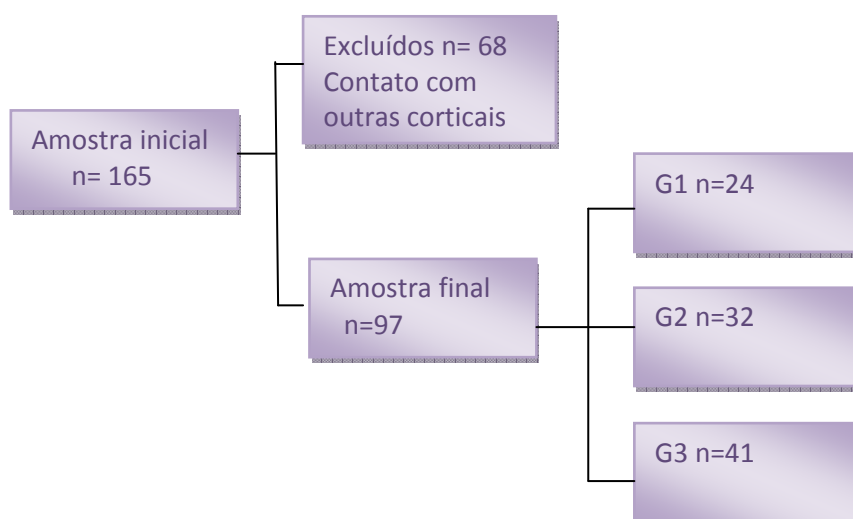 Excluídos n= 68
Contato com
outras corticais
Amostra inicial
n= 165
Amostra final
n=97
G1 n=24
G2 n=32
G3 n=41